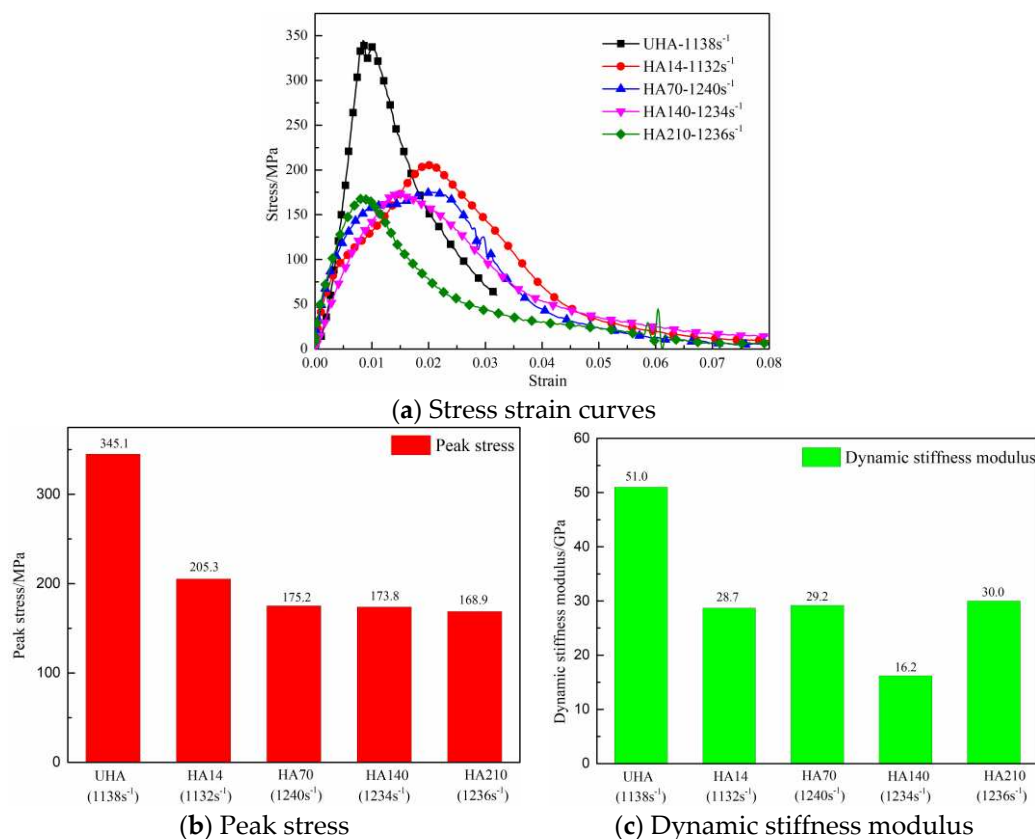 350
300
250
200
150
100
50
0
Stress/MPa
UHA-1138s⁻¹
HA14-1132s⁻¹
HA70-1240s⁻¹
HA140-1234s⁻¹
HA210-1236s⁻¹
0.00 0.01 0.02 0.03 0.04 0.05 0.06 0.07 0.08
Strain
(a) Stress strain curves
Peak stress
345.1
205.3
175.2
173.8
168.9
300
200
100
0
Peak stress/MPa
UHA HA14 HA70 HA140 HA210
(1138s⁻¹) (1132s⁻¹) (1240s⁻¹) (1234s⁻¹) (1236s⁻¹)
(b) Peak stress
Dynamic stiffness modulus
51.0
28.7
29.2
16.2
30.0
60
50
40
30
20
10
0
Dynamic stiffness modulus/GPa
UHA HA14 HA70 HA140 HA210
(1138s⁻¹) (1132s⁻¹) (1240s⁻¹) (1234s⁻¹) (1236s⁻¹)
(c) Dynamic stiffness modulus